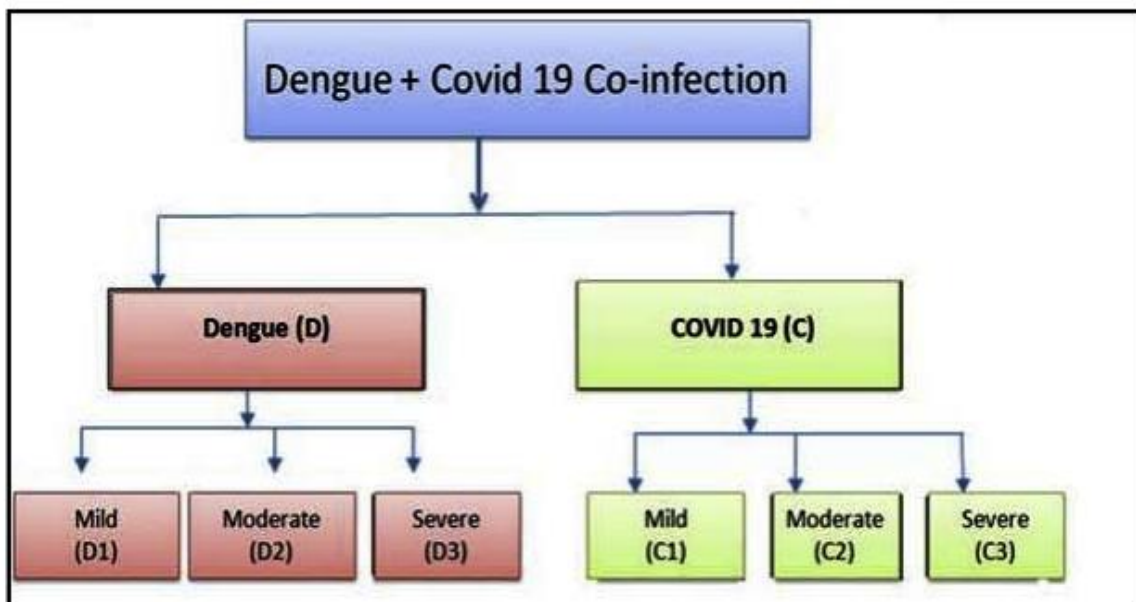 Dengue + Covid 19 Co-infection
Dengue (D)
COVID 19 (C)
Mild
(D1)
Moderate
(D2)
Severe
(D3)
Mild
(C1)
Moderate
(C2)
Severe
(C3)